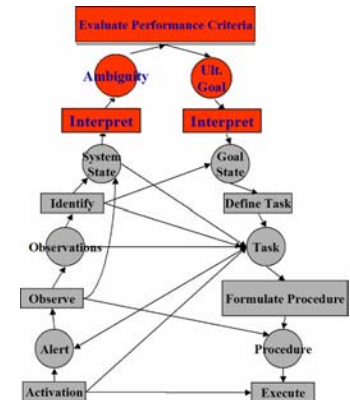 Evaluate Performance Criteria
Ambiguity
Ult.
Goal
Interpret
Interpret
System
State
Goal
State
Identify
Define Task
Observations
Task
Observe
Formulate Procedure
Alert
Procedure
Activation
Execute